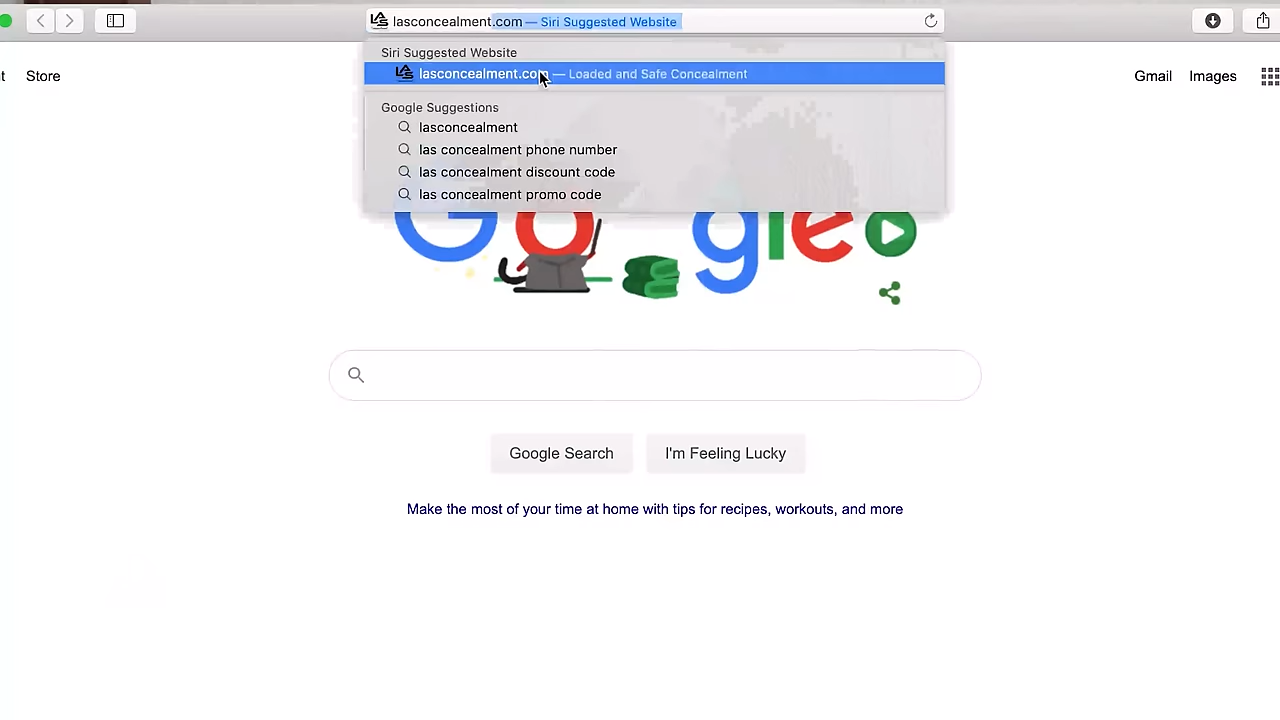 lasconcealment.com — Siri Suggested Website
Siri Suggested Website
lasconcealment.com — Loaded and Safe Concealment
Store
Gmail
Images
Google Suggestions
lasconcealment
las concealment phone number
las concealment discount code
las concealment promo code
Google
Google Search
I'm Feeling Lucky
Make the most of your time at home with tips for recipes, workouts, and more